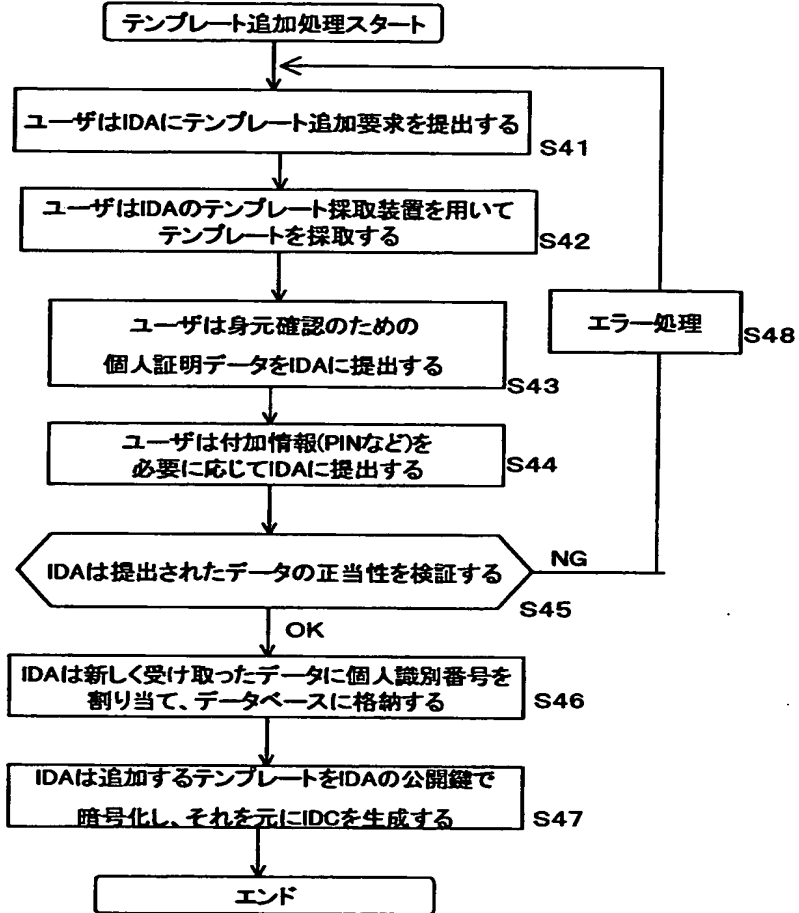 テンプレート追加処理スタート
ユーザはIDAにテンプレート追加要求を提出する
S41
ユーザはIDAのテンプレート採取装置を用いて
テンプレートを採取する
S42
エラー処理
S48
ユーザは身元確認のための
個人証明データをIDAに提出する
S43
ユーザは付加情報(PINなど)を
必要に応じてIDAに提出する
S44
IDAは提出されたデータの正当性を検証する
NG
S45
OK
IDAは新しく受け取ったデータに個人識別番号を
割り当て、データベースに格納する
S46
IDAは追加するテンプレートをIDAの公開鍵で
暗号化し、それを元にIDCを生成する
S47
エンド